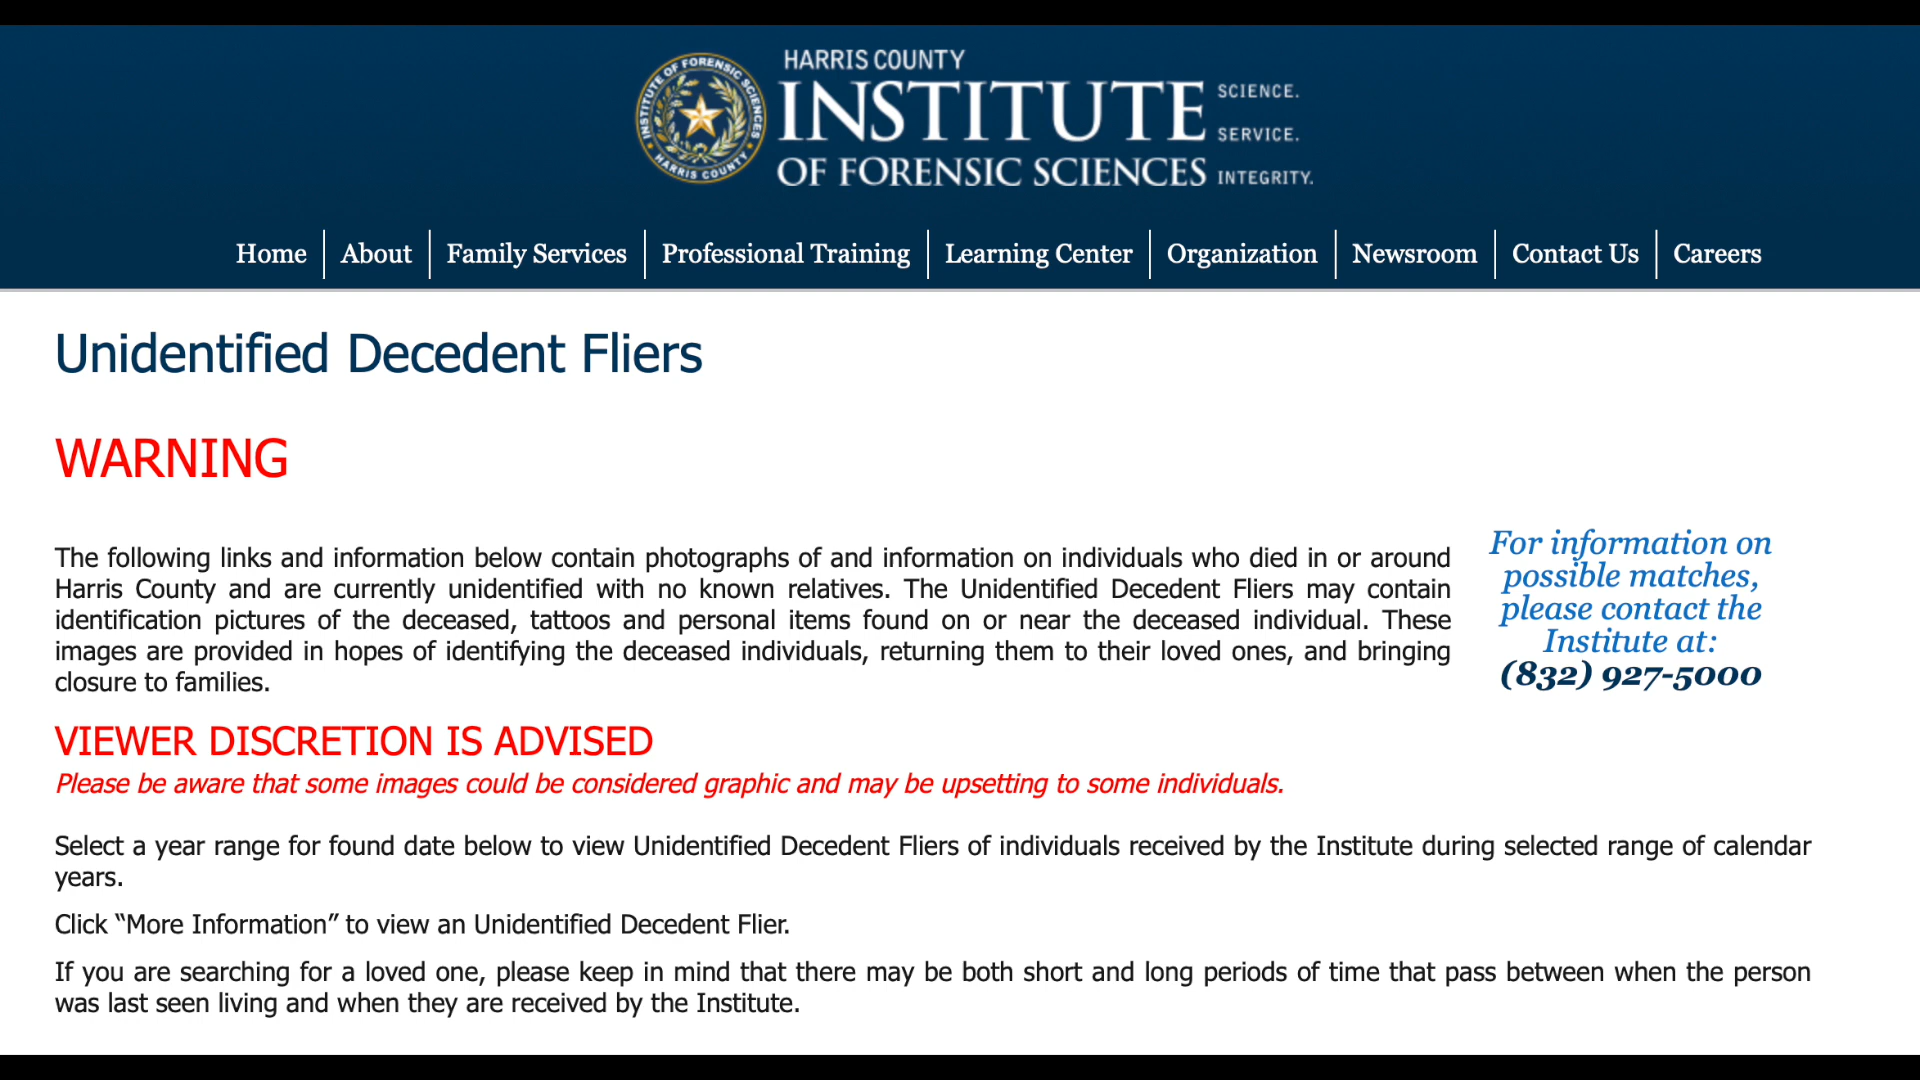 INSTITUTE OF FORENSIC SCIENCES
HARRIS COUNTY
HARRIS COUNTY
INSTITUTE
OF FORENSIC SCIENCES
SCIENCE.
SERVICE.
INTEGRITY.
Home About Family Services Professional Training Learning Center Organization Newsroom Contact Us Careers
Unidentified Decedent Fliers
WARNING
The following links and information below contain photographs of and information on individuals who died in or around
Harris County and are currently unidentified with no known relatives. The Unidentified Decedent Fliers may contain
identification pictures of the deceased, tattoos and personal items found on or near the deceased individual. These
images are provided in hopes of identifying the deceased individuals, returning them to their loved ones, and bringing
closure to families.
For information on
possible matches,
please contact the
Institute at:
(832) 927-5000
VIEWER DISCRETION IS ADVISED
Please be aware that some images could be considered graphic and may be upsetting to some individuals.
Select a year range for found date below to view Unidentified Decedent Fliers of individuals received by the Institute during selected range of calendar
years.
Click “More Information” to view an Unidentified Decedent Flier.
If you are searching for a loved one, please keep in mind that there may be both short and long periods of time that pass between when the person
was last seen living and when they are received by the Institute.